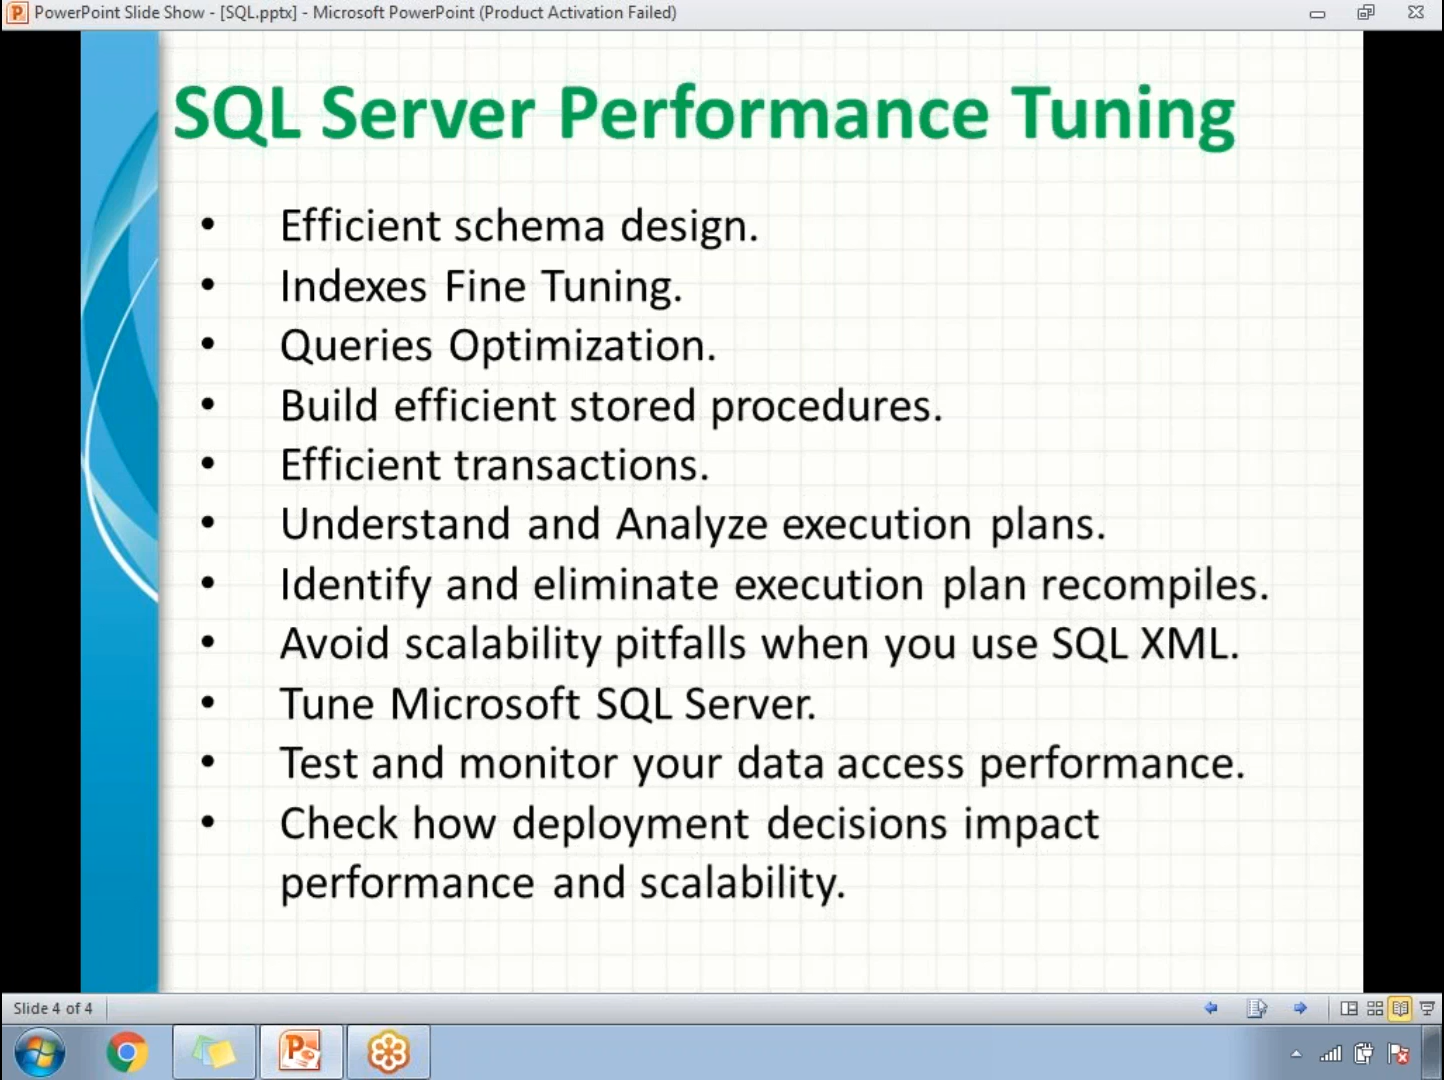 PowerPoint Slide Show - [SQL.pptx] - Microsoft PowerPoint (Product Activation Failed)
SQL Server Performance Tuning
• Efficient schema design.
• Indexes Fine Tuning.
• Queries Optimization.
• Build efficient stored procedures.
• Efficient transactions.
• Understand and Analyze execution plans.
• Identify and eliminate execution plan recompiles.
• Avoid scalability pitfalls when you use SQL XML.
• Tune Microsoft SQL Server.
• Test and monitor your data access performance.
• Check how deployment decisions impact
performance and scalability.
Slide 4 of 4